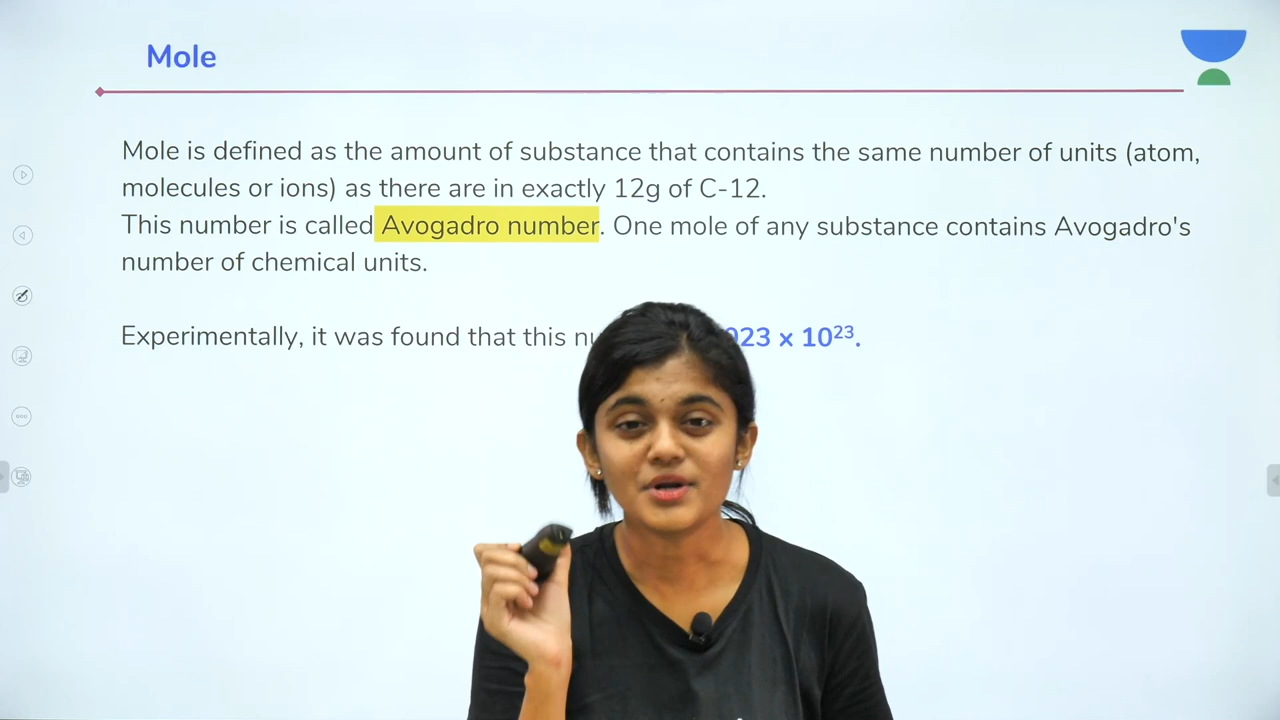 Mole
Mole is defined as the amount of substance that contains the same number of units (atom,
molecules or ions) as there are in exactly 12g of C-12.
This number is called Avogadro number. One mole of any substance contains Avogadro's
number of chemical units.
Experimentally, it was found that this 023 x 10²³.